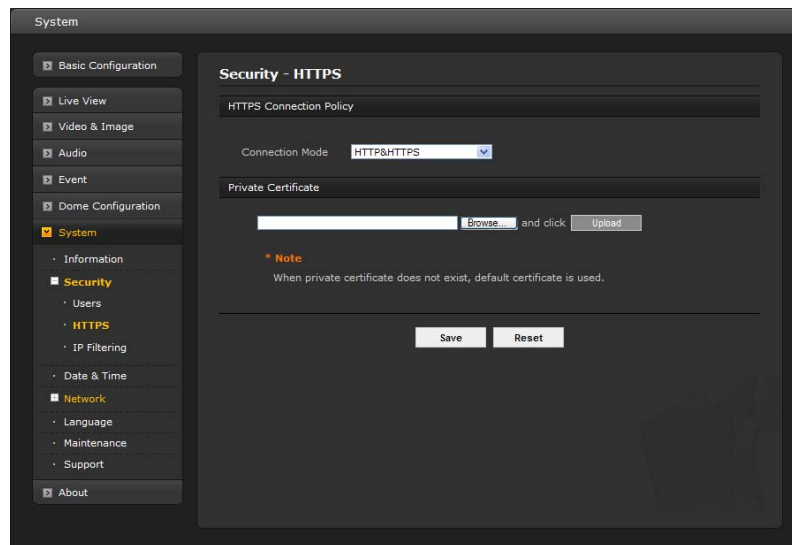 System
Basic Configuration
Live View
Video & Image
Audio
Event
Dome Configuration
System
· Information
Security
· Users
· HTTPS
· IP Filtering
· Date & Time
Network
· Language
· Maintenance
· Support
About
Security - HTTPS
HTTPS Connection Policy
Connection Mode HTTP&HTTPS
Private Certificate
Browse... and click Upload
* Note
When private certificate does not exist, default certificate is used.
Save Reset